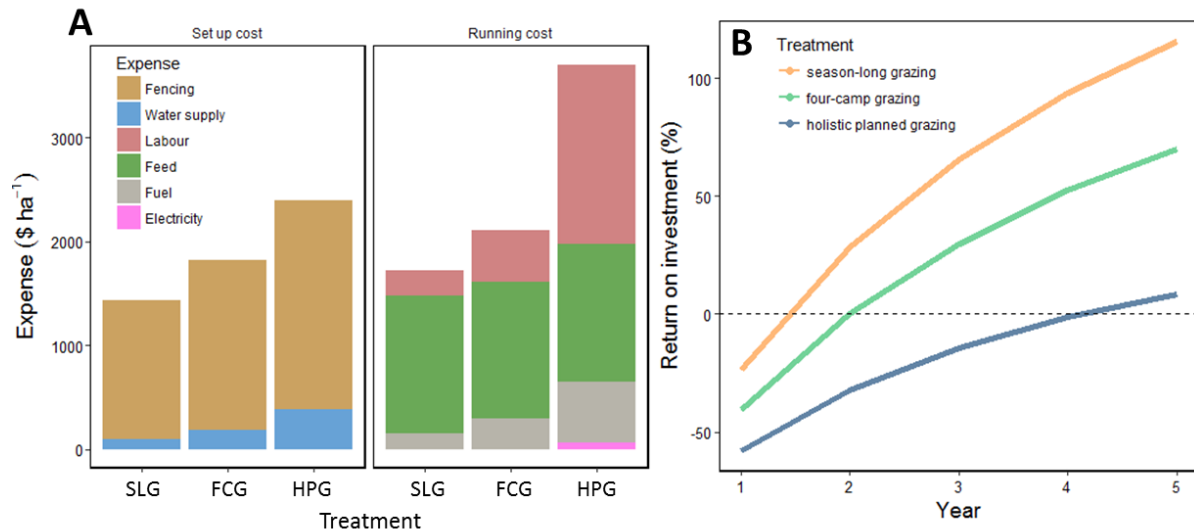 A
Set up cost
Running cost
Expense
Fencing
Water supply
Labour
Feed
Fuel
Electricity
Expense ($ ha⁻¹)
3000
2000
1000
0
SLG FCG HPG
SLG FCG HPG
Treatment
B
Treatment
season-long grazing
four-camp grazing
holistic planned grazing
Return on investment (%)
100
50
0
-50
1 2 3 4 5
Year